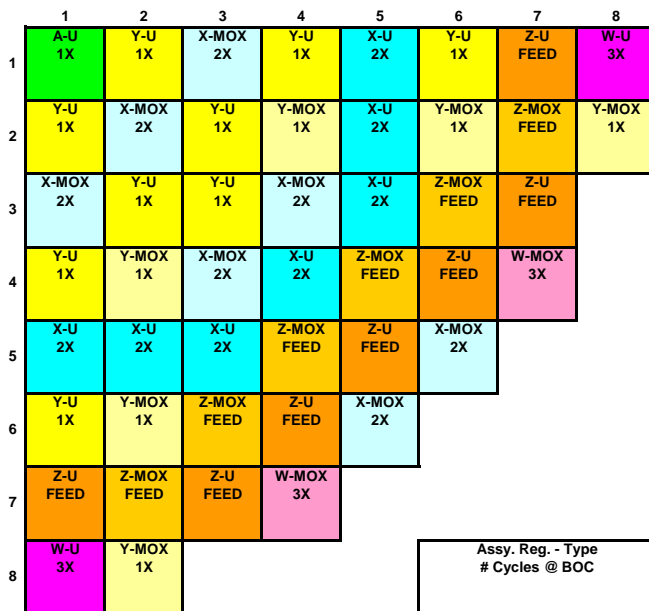 1 2 3 4 5 6 7 8
A-U Y-U X-MOX Y-U X-U Y-U Z-U W-U
1 1X 1X 2X 1X 2X 1X FEED 3X
Y-U X-MOX Y-U Y-MOX X-U Y-MOX Z-MOX Y-MOX
2 1X 2X 1X 1X 2X 1X FEED 1X
X-MOX Y-U Y-U X-MOX X-U Z-MOX Z-U
3 2X 1X 1X 2X 2X FEED FEED
Y-U Y-MOX X-MOX X-U Z-MOX Z-U W-MOX
4 1X 1X 2X 2X FEED FEED 3X
X-U X-U X-U Z-MOX Z-U X-MOX
5 2X 2X 2X FEED FEED 2X
Y-U Y-MOX Z-MOX Z-U X-MOX
6 1X 1X FEED FEED 2X
Z-U Z-MOX Z-U W-MOX
7 FEED FEED FEED 3X
W-U Y-MOX Assy. Reg. - Type
8 3X 1X # Cycles @ BOC